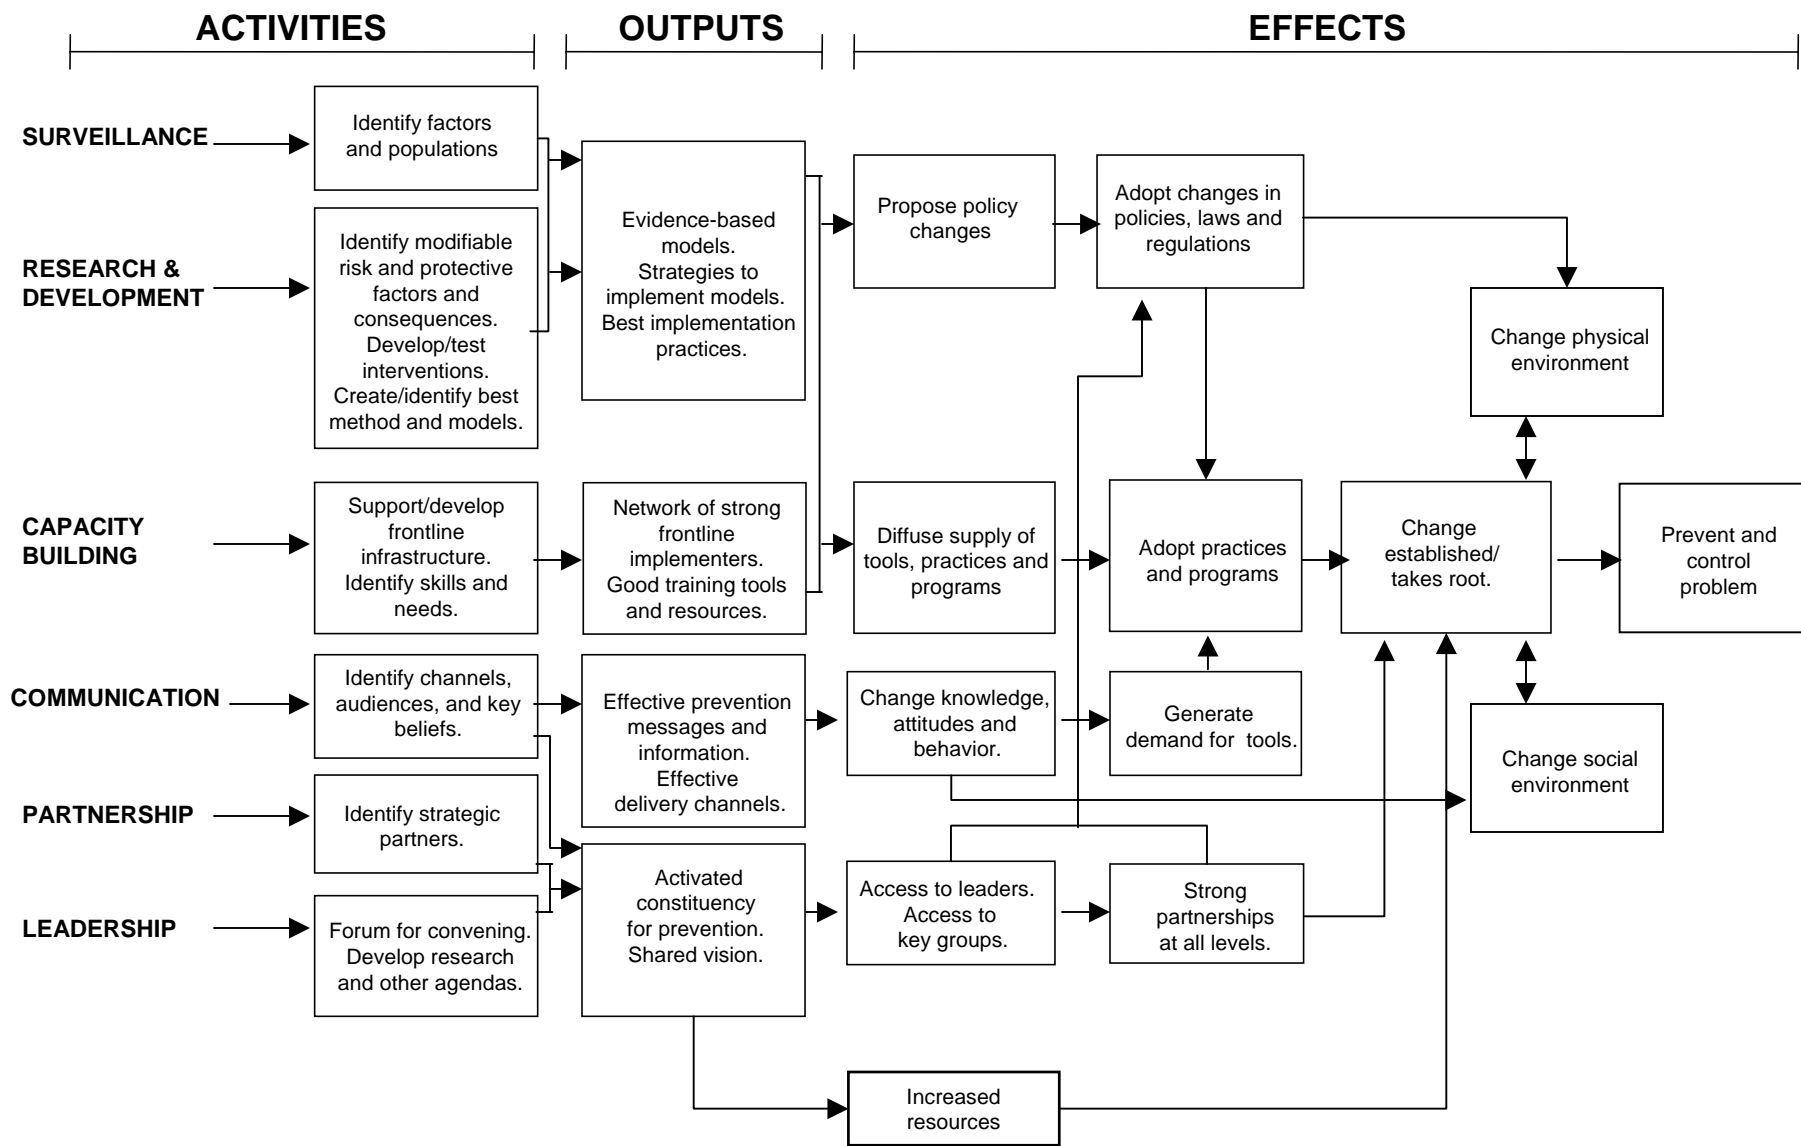 ACTIVITIES
OUTPUTS
EFFECTS
SURVEILLANCE
Identify factors
and populations
RESEARCH &
DEVELOPMENT
Identify modifiable
risk and protective
factors and
consequences.
Develop/test
interventions.
Create/identify best
method and models.
Evidence-based
models.
Strategies to
implement models.
Best implementation
practices.
Propose policy
changes
Adopt changes in
policies, laws and
regulations
Change physical
environment
CAPACITY
BUILDING
Support/develop
frontline
infrastructure.
Identify skills and
needs.
Network of strong
frontline
implementers.
Good training tools
and resources.
Diffuse supply of
tools, practices and
programs
Adopt practices
and programs
Change
established/
takes root.
Prevent and
control
problem
COMMUNICATION
Identify channels,
audiences, and key
beliefs.
Effective prevention
messages and
information.
Effective
delivery channels.
Change knowledge,
attitudes and
behavior.
Generate
demand for tools.
Change social
environment
PARTNERSHIP
Identify strategic
partners.
LEADERSHIP
Forum for convening.
Develop research
and other agendas.
Activated
constituency
for prevention.
Shared vision.
Access to leaders.
Access to
key groups.
Strong
partnerships
at all levels.
Increased
resources